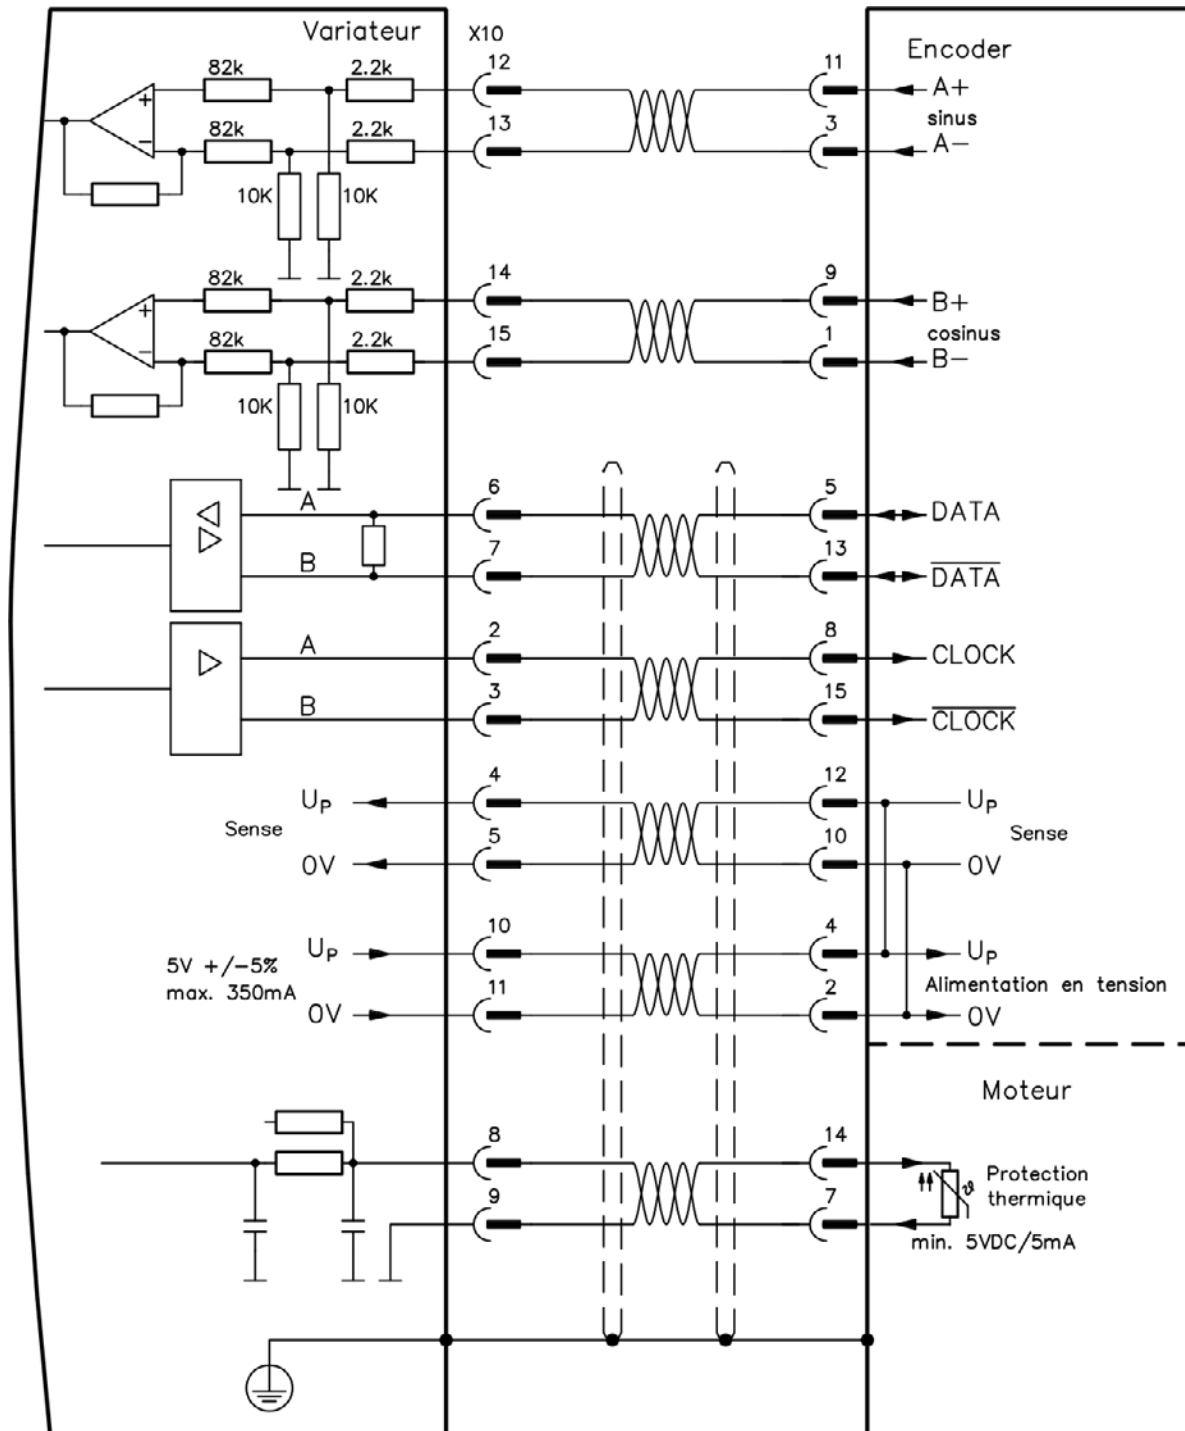 Variateur X10
Encoder
82k 2.2k 12 11 A+
sinus
82k 2.2k 13 3 A-
10K 10K
82k 2.2k 14 9 B+
cosinus
82k 2.2k 15 1 B-
10K 10K
A 6 5 DATA
B 7 13 DATA
A 2 8 CLOCK
B 3 15 CLOCK
UP 4 12 UP
Sense Sense
0V 5 10 0V
UP 10 4 UP
5V +/-5%
max. 350mA
Alimentation en tension
0V 11 2 0V
Moteur
8 14
Protection
thermique
9 7
ϑ
min. 5VDC/5mA